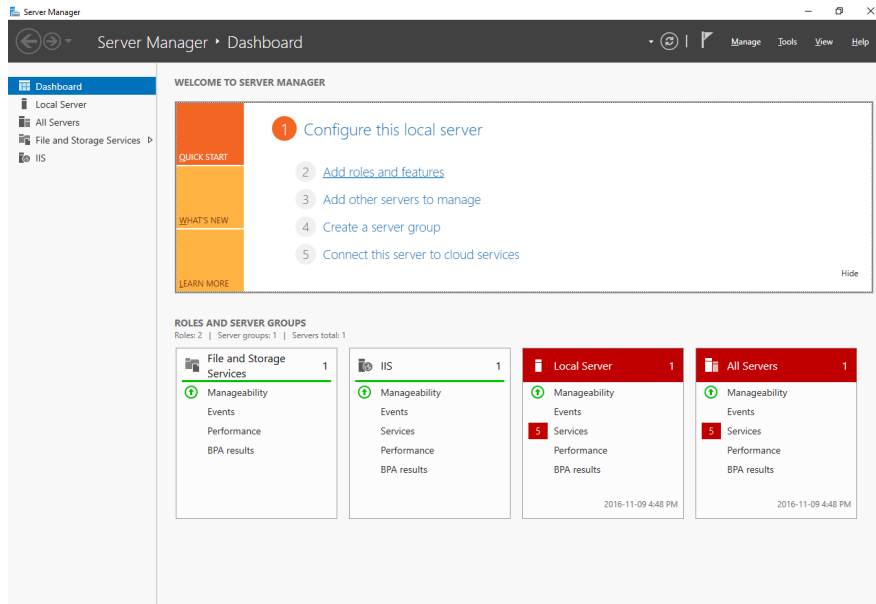 Server Manager
Server Manager • Dashboard
Manage Tools View Help
Dashboard
Local Server
All Servers
File and Storage Services
IIS
WELCOME TO SERVER MANAGER
QUICK START
WHAT'S NEW
LEARN MORE
1 Configure this local server
2 Add roles and features
3 Add other servers to manage
4 Create a server group
5 Connect this server to cloud services
Hide
ROLES AND SERVER GROUPS
Roles: 2 | Server groups: 1 | Servers total: 1
File and Storage
Services 1
Manageability
Events
Performance
BPA results
IIS 1
Manageability
Events
Services
Performance
BPA results
Local Server 1
Manageability
Events
5 Services
Performance
BPA results
2016-11-09 4:48 PM
All Servers 1
Manageability
Events
5 Services
Performance
BPA results
2016-11-09 4:48 PM